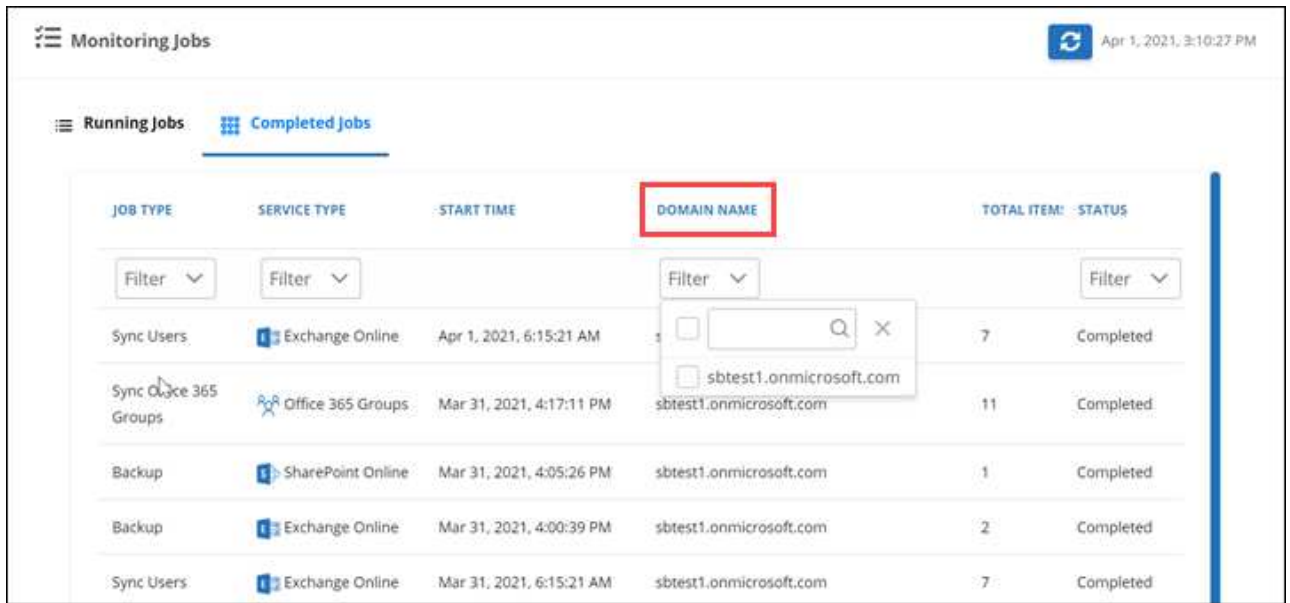 Monitoring Jobs
Apr 1, 2021, 3:10:27 PM
Running Jobs Completed Jobs
JOB TYPE SERVICE TYPE START TIME DOMAIN NAME TOTAL ITEM: STATUS
Filter Filter Filter Filter
Sync Users Exchange Online Apr 1, 2021, 6:15:21 AM 7 Completed
sbtest1.onmicrosoft.com
Sync Office 365
Groups
Office 365 Groups Mar 31, 2021, 4:17:11 PM sbtest1.onmicrosoft.com 11 Completed
Backup SharePoint Online Mar 31, 2021, 4:05:26 PM sbtest1.onmicrosoft.com 1 Completed
Backup Exchange Online Mar 31, 2021, 4:00:39 PM sbtest1.onmicrosoft.com 2 Completed
Sync Users Exchange Online Mar 31, 2021, 6:15:21 AM sbtest1.onmicrosoft.com 7 Completed